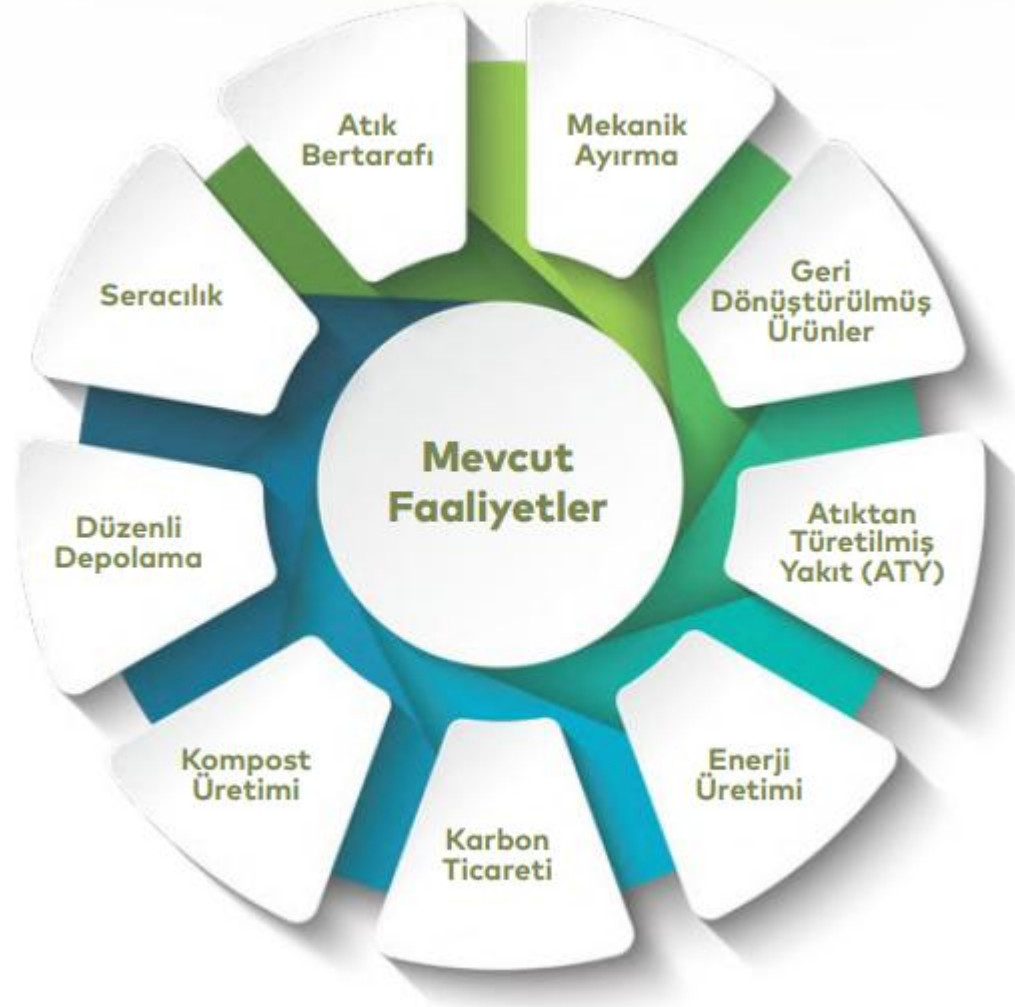 Atık
Bertarafı
Mekanik
Ayırma
Geri
Dönüştürülmüş
Ürünler
Atıktan
Türetilmiş
Yakıt (ATY)
Enerji
Üretimi
Karbon
Ticareti
Kompost
Üretimi
Düzenli
Depolama
Seracılık
Mevcut
Faaliyetler